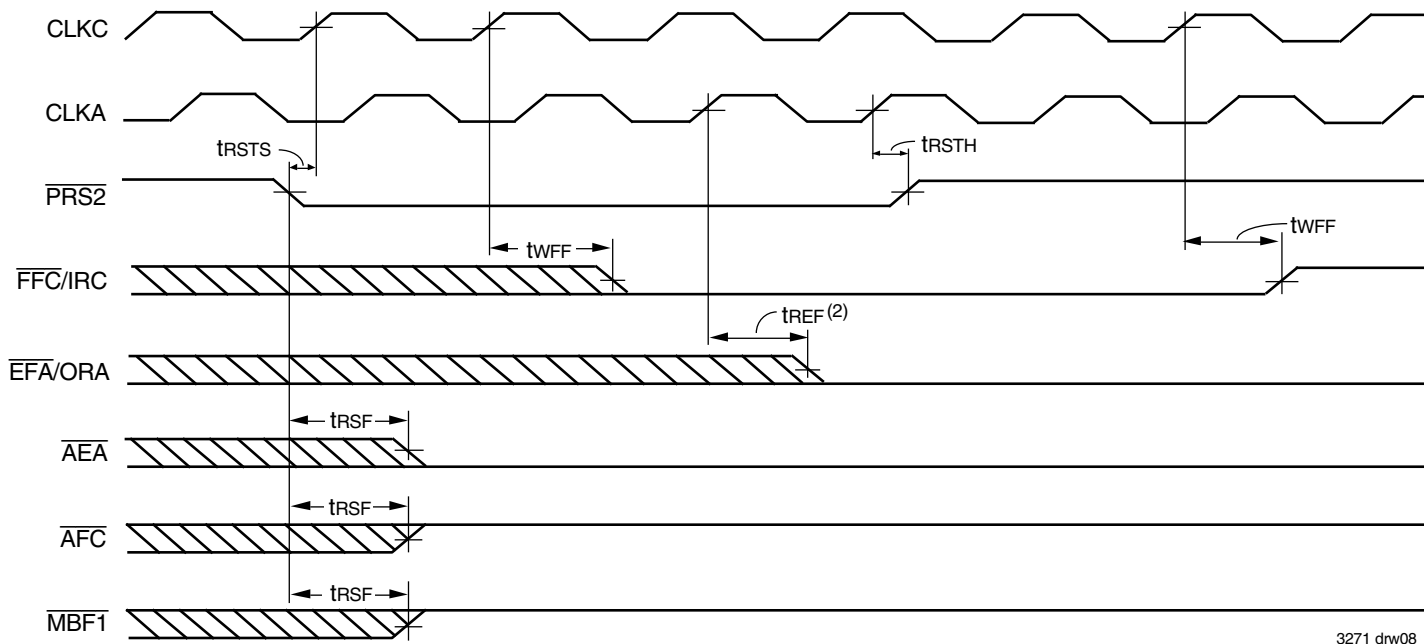 CLKC
CLKA
tRSTS
tRSTH
PRS2
tWFF
tWFF
FFC/IRC
tREF(2)
EFA/ORA
tRSF
AEA
tRSF
AFC
tRSF
MBF1
3271 drw08